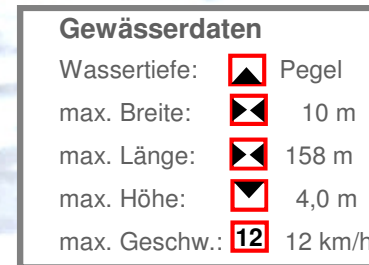 Gewässerdaten
Wassertiefe: Pegel
max. Breite: 10 m
max. Länge: 158 m
max. Höhe: 4,0 m
max. Geschw.: 12 12 km/h